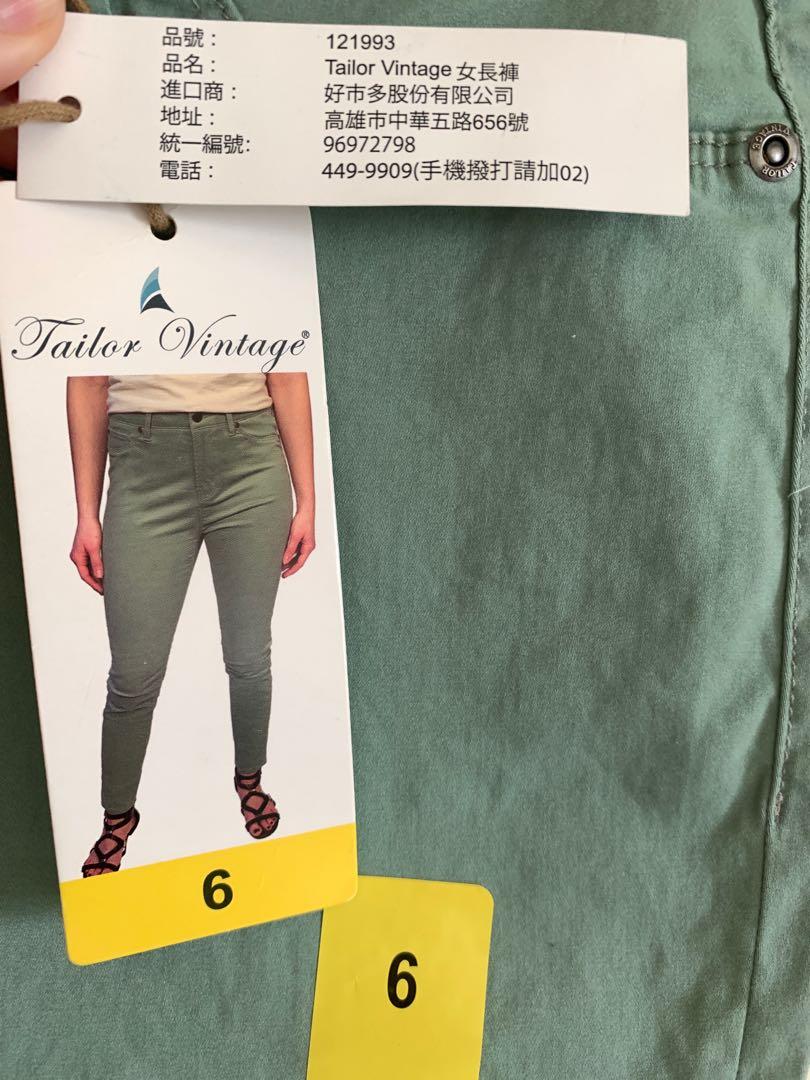 品號： 121993
品名： Tailor Vintage 女長褲
進口商： 好市多股份有限公司
地址： 高雄市中華五路656號
統一編號: 96972798
電話： 449-9909(手機撥打請加02)
TAILOR VINTAGE
Tailor Vintage®
6
6